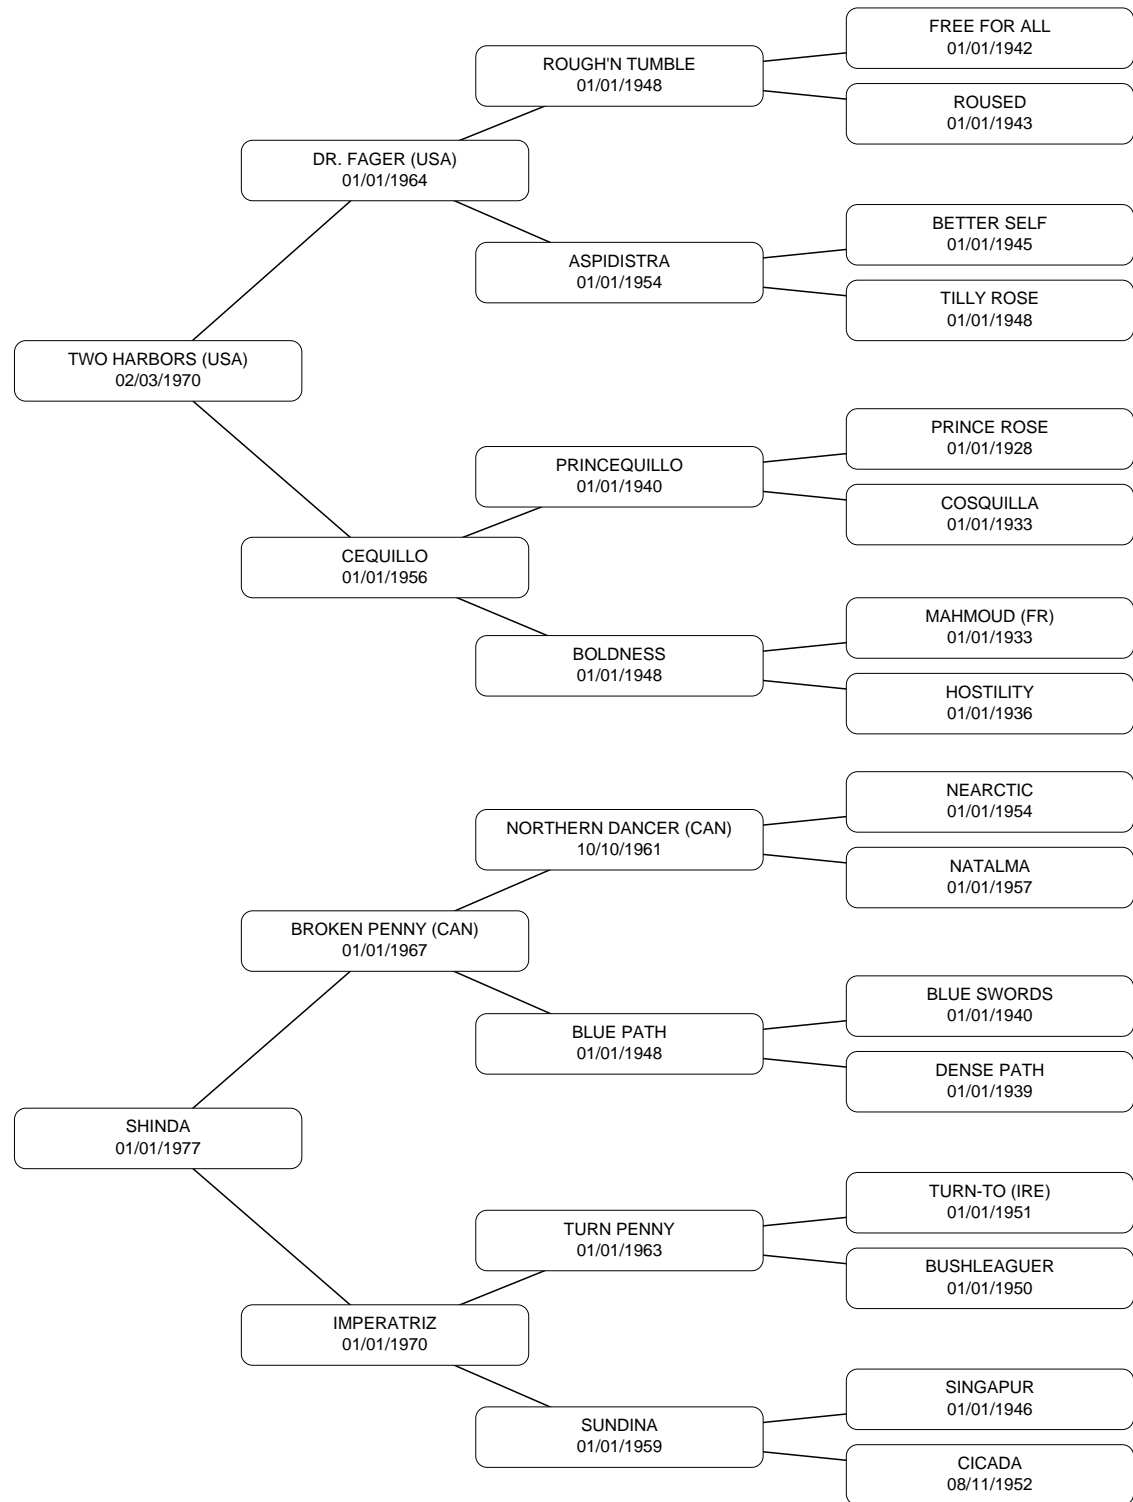 FREE FOR ALL
01/01/1942
ROUGH'N TUMBLE
01/01/1948
ROUSED
01/01/1943
DR. FAGER (USA)
01/01/1964
BETTER SELF
01/01/1945
ASPIDISTRA
01/01/1954
TILLY ROSE
01/01/1948
TWO HARBORS (USA)
02/03/1970
PRINCE ROSE
01/01/1928
PRINCEQUILLO
01/01/1940
COSQUILLA
01/01/1933
CEQUILLO
01/01/1956
MAHMOUD (FR)
01/01/1933
BOLDNESS
01/01/1948
HOSTILITY
01/01/1936
NEARCTIC
01/01/1954
NORTHERN DANCER (CAN)
10/10/1961
NATALMA
01/01/1957
BROKEN PENNY (CAN)
01/01/1967
BLUE SWORDS
01/01/1940
BLUE PATH
01/01/1948
DENSE PATH
01/01/1939
SHINDA
01/01/1977
TURN-TO (IRE)
01/01/1951
TURN PENNY
01/01/1963
BUSHLEAGUER
01/01/1950
IMPERATRIZ
01/01/1970
SINGAPUR
01/01/1946
SUNDINA
01/01/1959
CICADA
08/11/1952